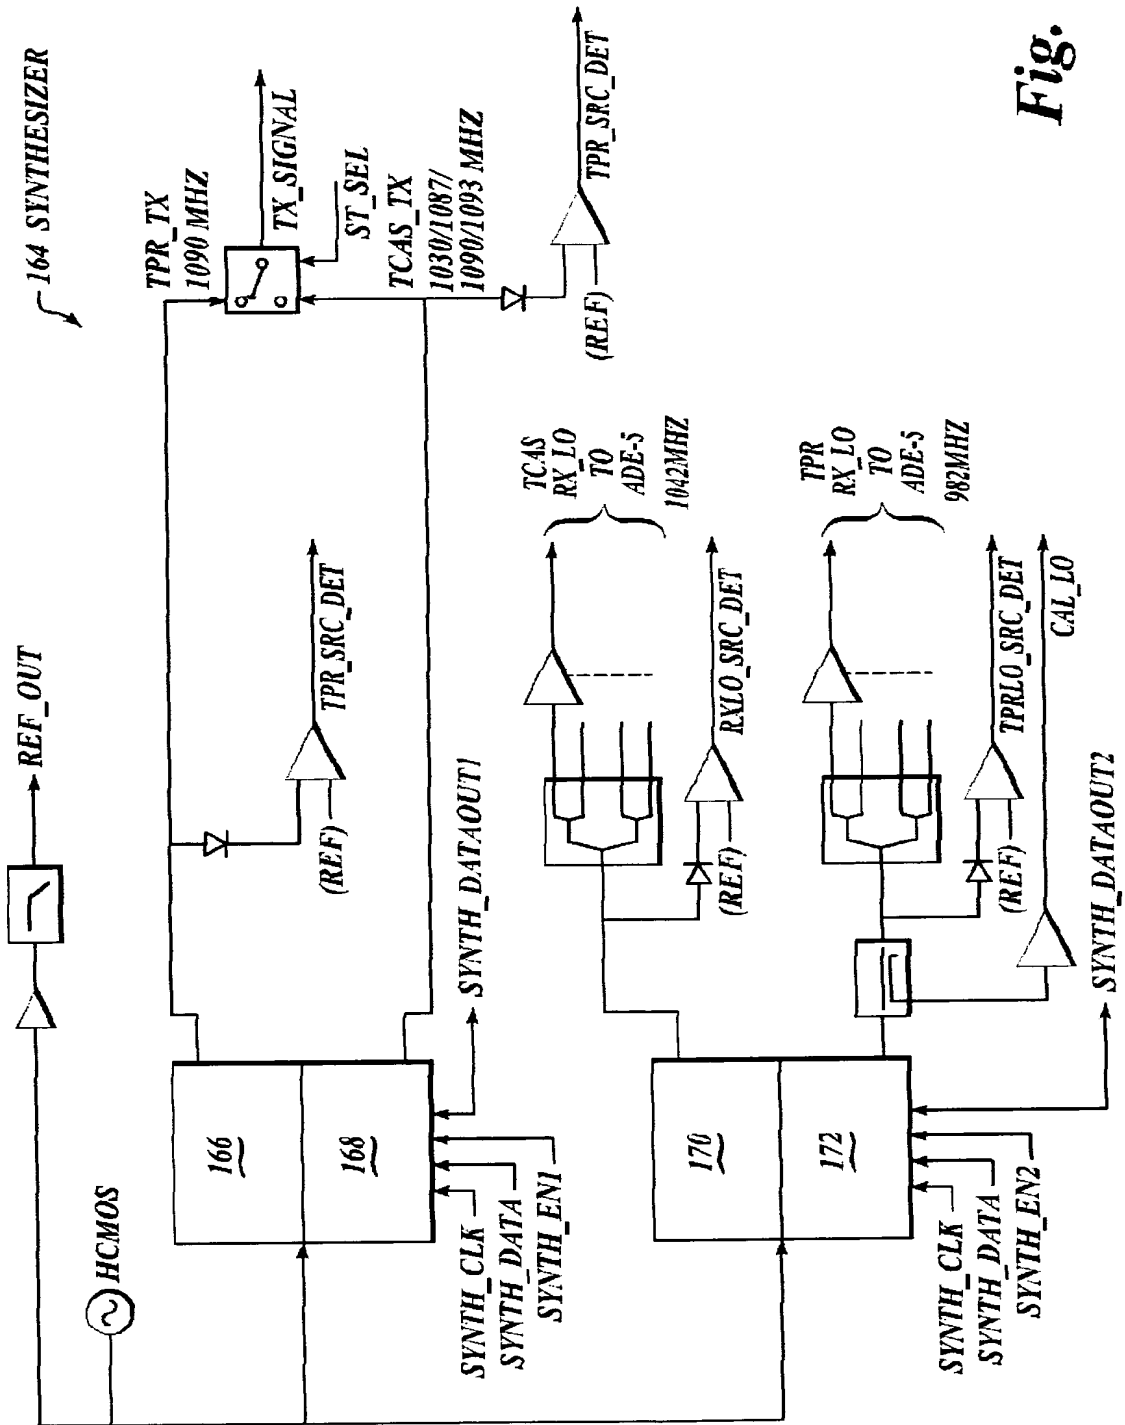 164 SYNTHESIZER
REF_OUT
HCMOS
TPR_TX
1090 MHZ
TX_SIGNAL
ST_SEL
TCAS_TX
1030/1087/
1090/1093 MHZ
TPR_SRC_DET
(REF)
TPR_SRC_DET
(REF)
166
168
SYNTH_DATAOUT1
SYNTH_CLK
SYNTH_DATA
SYNTH_EN1
TCAS
RX_LO
TO
ADE-5
1042MHZ
RXLO_SRC_DET
(REF)
TPR
RX_LO
TO
ADE-5
982MHZ
TPRLO_SRC_DET
(REF)
CAL_LO
170
172
SYNTH_DATAOUT2
SYNTH_CLK
SYNTH_DATA
SYNTH_EN2
Fig.